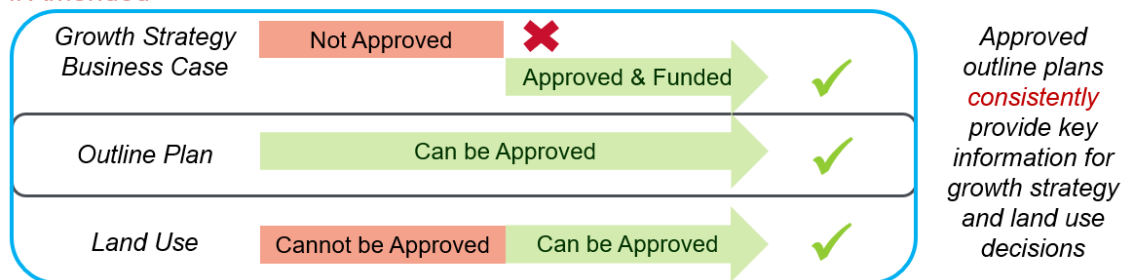 Growth Strategy
Business Case
Not Approved
Approved & Funded
Outline Plan
Can be Approved
Land Use
Cannot be Approved
Can be Approved
Approved
outline plans
consistently
provide key
information for
growth strategy
and land use
decisions